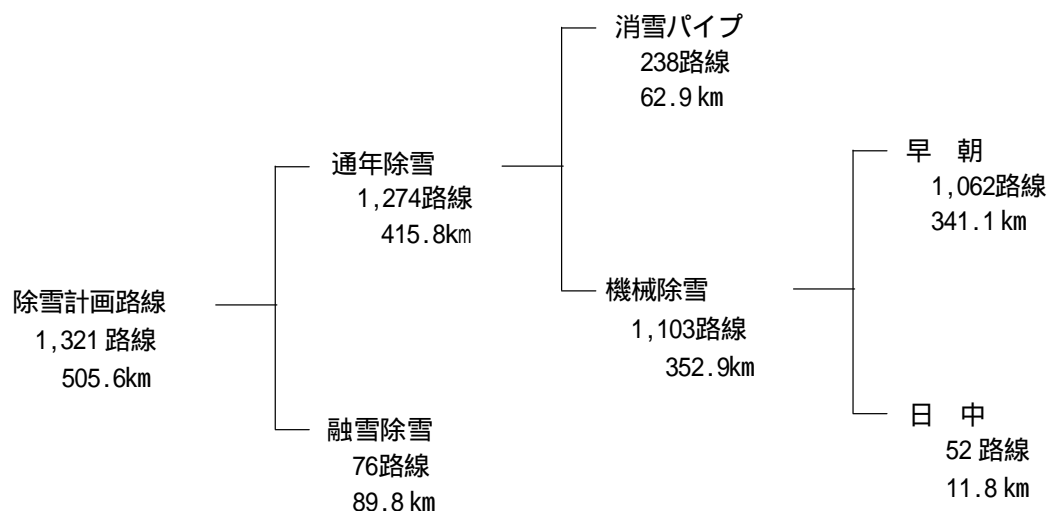 除雪計画路線
1,321 路線
505.6km
通年除雪
1,274路線
415.8km
融雪除雪
76路線
89.8 km
消雪パイプ
238路線
62.9 km
機械除雪
1,103路線
352.9km
早　朝
1,062路線
341.1 km
日　中
52 路線
11.8 km